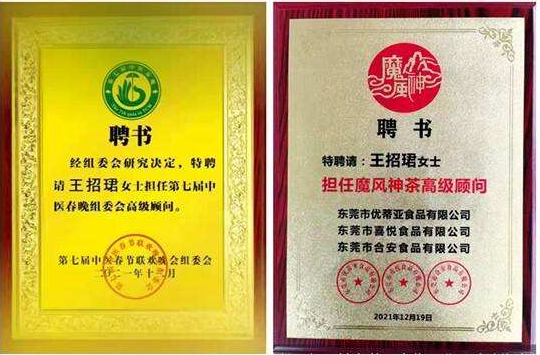 聘书
经组委会研究决定，特聘
请王招珺女士担任第七届中
医春晚组委会高级顾问。
第七届中医春节联欢晚会组委会
二〇二一年十二月
魔风神
聘书
特聘请：王招珺女士
担任魔风神茶高级顾问
东莞市优蒂亚食品有限公司
东莞市喜悦食品有限公司
东莞市合安食品有限公司
2021年12月19日